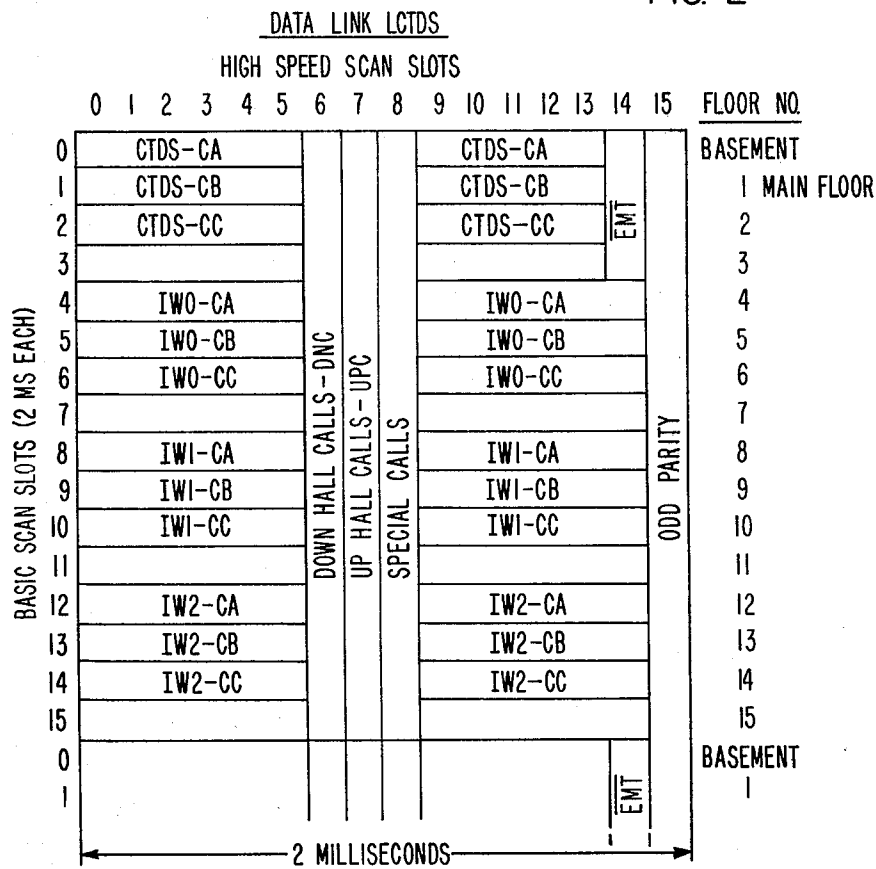 FIG. 2
DATA LINK LCTDS
HIGH SPEED SCAN SLOTS
0 1 2 3 4 5 6 7 8 9 10 11 12 13 14 15 FLOOR NO.
0 CTDS-CA CTDS-CA BASEMENT
1 CTDS-CB CTDS-CB 1 MAIN FLOOR
2 CTDS-CC CTDS-CC 2
3 3
4 IW0-CA IW0-CA 4
5 IW0-CB IW0-CB 5
6 IW0-CC IW0-CC 6
7 7
8 IW1-CA IW1-CA 8
9 IW1-CB IW1-CB 9
10 IW1-CC IW1-CC 10
11 11
12 IW2-CA IW2-CA 12
13 IW2-CB IW2-CB 13
14 IW2-CC IW2-CC 14
15 15
0 BASEMENT
1 1
BASIC SCAN SLOTS (2 MS EACH)
DOWN HALL CALLS-DNC
UP HALL CALLS-UPC
SPECIAL CALLS
E̅M̅T̅
ODD PARITY
E̅M̅T̅
2 MILLISECONDS